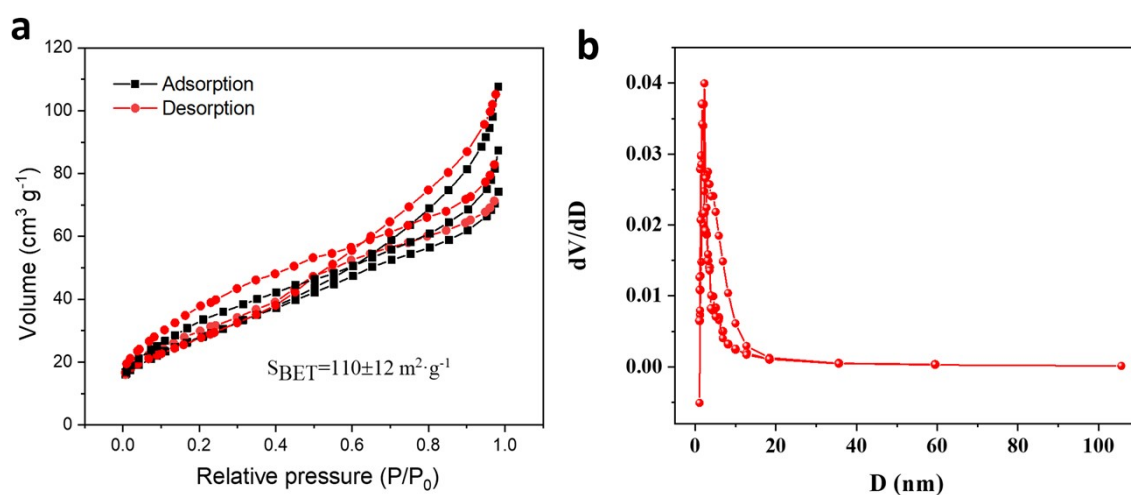 a
120
100
80
60
40
20
0
Volume (cm³ g⁻¹)
Adsorption
Desorption
S_BET=110±12 m²·g⁻¹
0.0 0.2 0.4 0.6 0.8 1.0
Relative pressure (P/P₀)
b
0.04
0.03
0.02
0.01
0.00
dV/dD
0 20 40 60 80 100
D (nm)